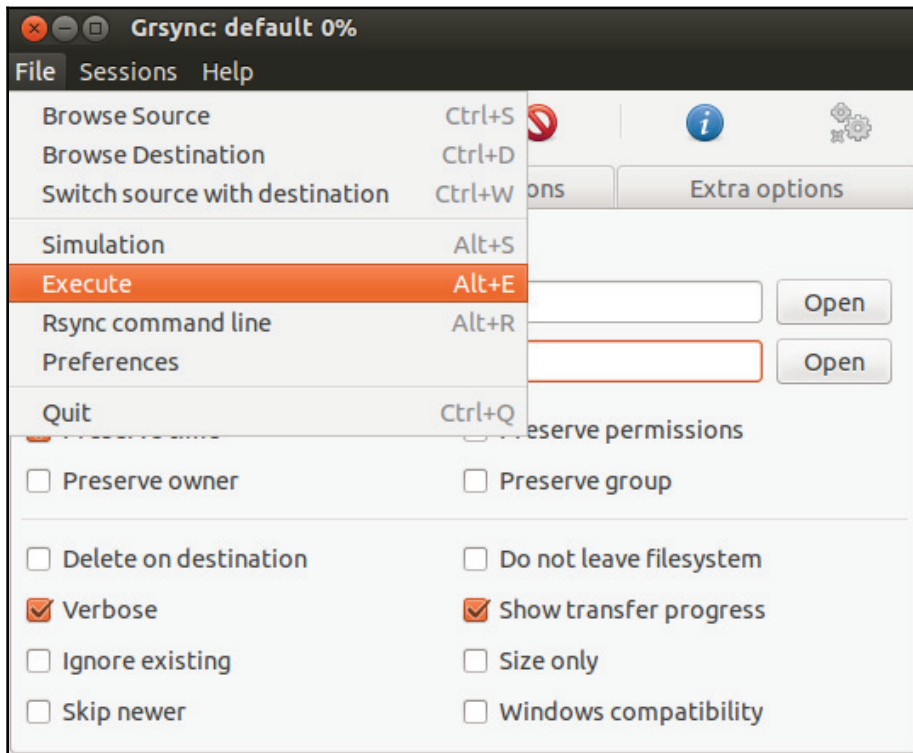 Grsync: default 0%
File Sessions Help
Browse Source Ctrl+S
Browse Destination Ctrl+D
Switch source with destination Ctrl+W
ons Extra options
Simulation Alt+S
Execute Alt+E
Open
Rsync command line Alt+R
Preferences
Open
Quit Ctrl+Q
Preserve permissions
Preserve owner Preserve group
Delete on destination Do not leave filesystem
Verbose Show transfer progress
Ignore existing Size only
Skip newer Windows compatibility